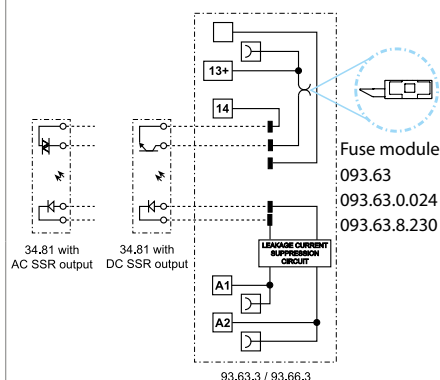 13+
14
Fuse module
093.63
093.63.0.024
093.63.8.230
34.81 with
AC SSR output
34.81 with
DC SSR output
LEAKAGE CURRENT
SUPPRESSION
CIRCUIT
A1
A2
93.63.3 / 93.66.3